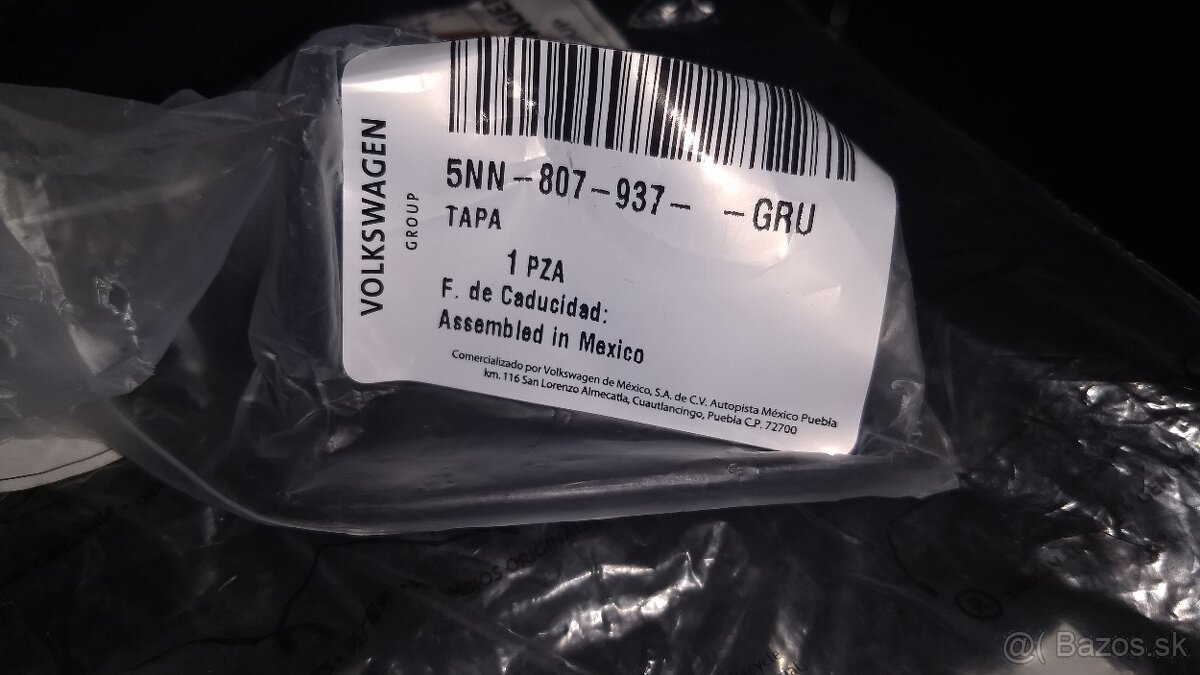 VOLKSWAGEN
GROUP
5NN-807-937- -GRU
TAPA
1 PZA
F. de Caducidad:
Assembled in Mexico
Comercializado por Volkswagen de México, S.A. de C.V. Autopista México Puebla
km. 116 San Lorenzo Almecatla, Cuautlancingo, Puebla C.P. 72700
@( Bazos.sk